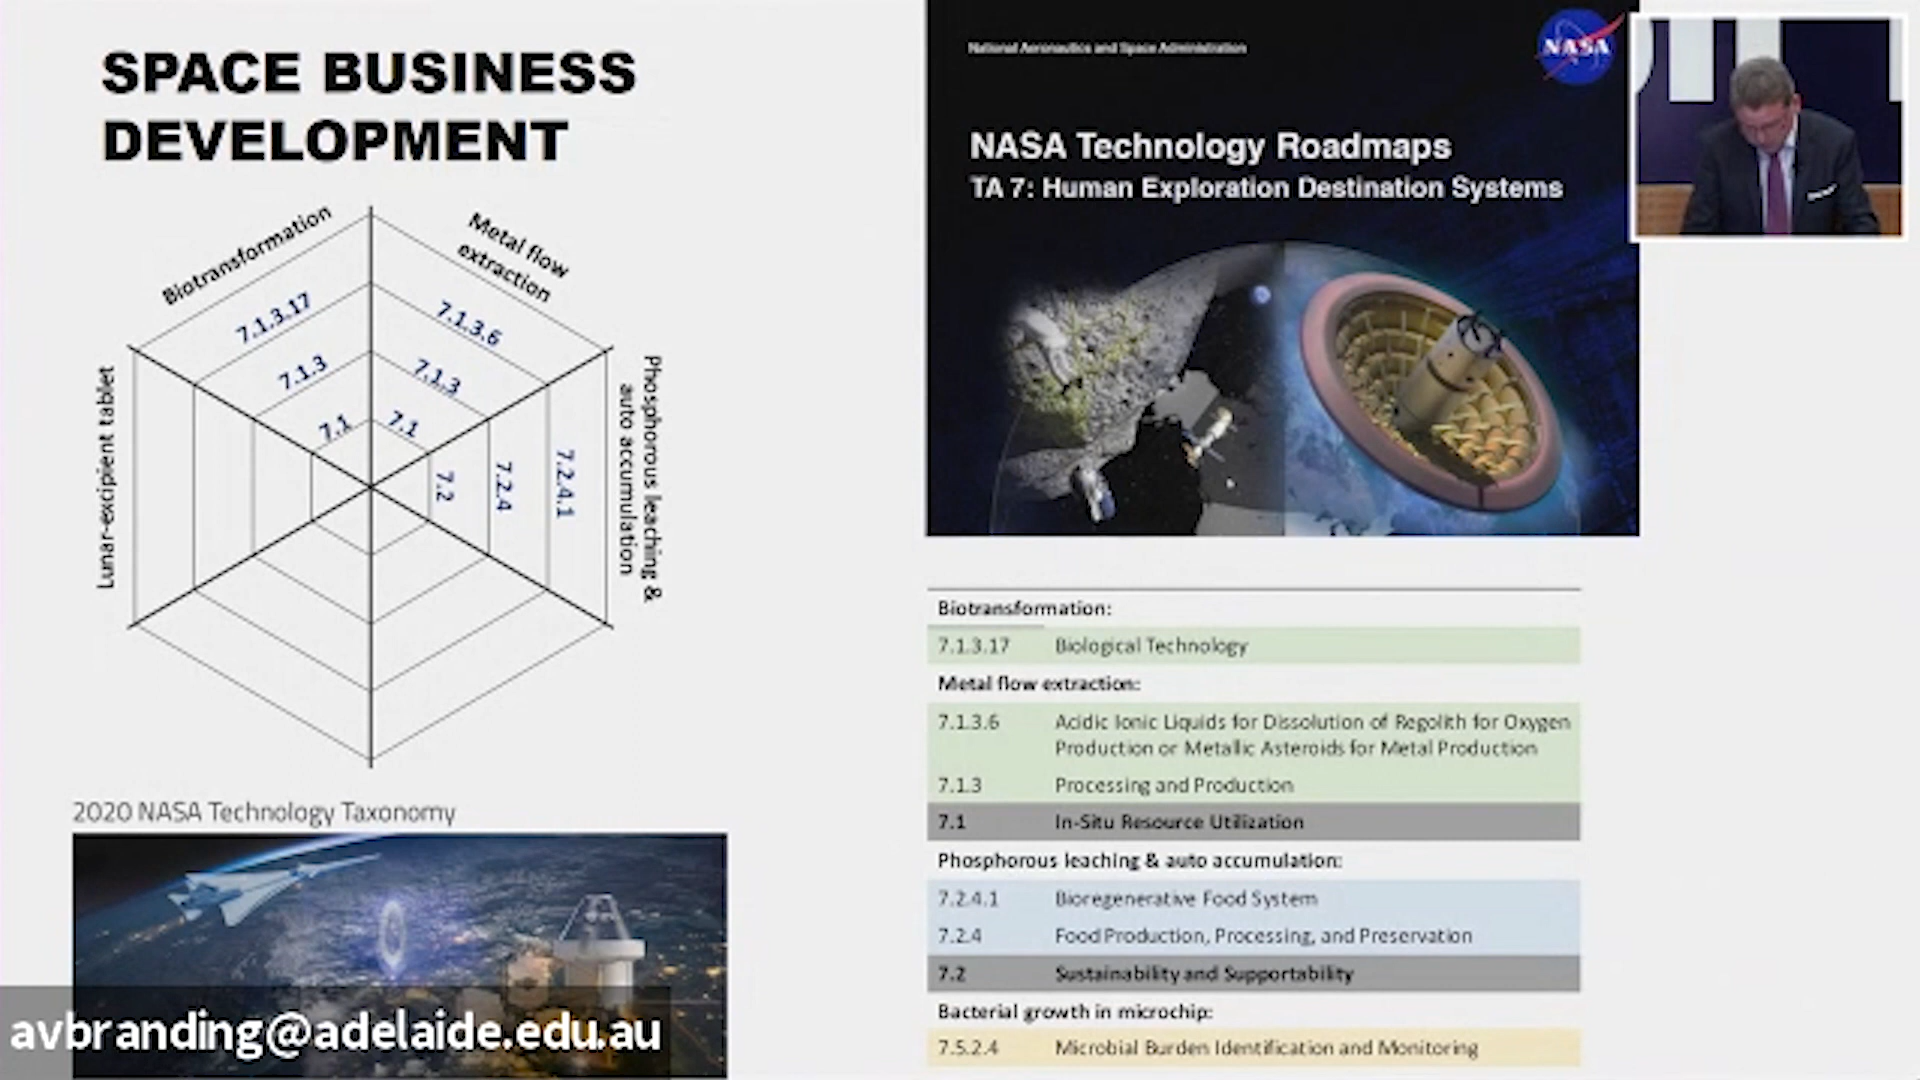 SPACE BUSINESS
DEVELOPMENT
Biotransformation
Metal flow
extraction
7.1.3.17
7.1.3.6
7.1.3
7.1.3
7.1
7.1
Lunar-excipient tablet
7.2
7.2.4
7.2.4.1
Phosphorous leaching &
auto accumulation
2020 NASA Technology Taxonomy
avbranding@adelaide.edu.au
National Aeronautics and Space Administration
NASA
NASA Technology Roadmaps
TA 7: Human Exploration Destination Systems
Biotransformation:
7.1.3.17 Biological Technology
Metal flow extraction:
7.1.3.6 Acidic Ionic Liquids for Dissolution of Regolith for Oxygen
Production or Metallic Asteroids for Metal Production
7.1.3 Processing and Production
7.1 In-Situ Resource Utilization
Phosphorous leaching & auto accumulation:
7.2.4.1 Bioregenerative Food System
7.2.4 Food Production, Processing, and Preservation
7.2 Sustainability and Supportability
Bacterial growth in microchip:
7.5.2.4 Microbial Burden Identification and Monitoring